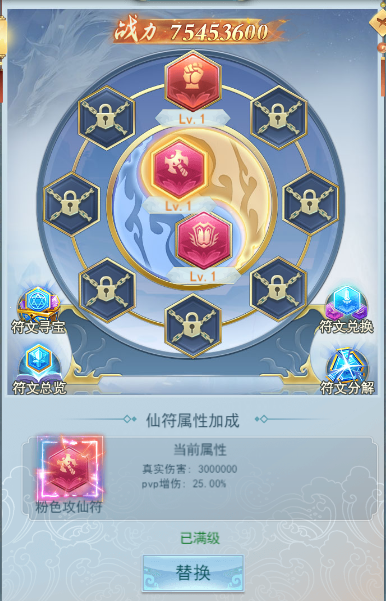 战力 75453600
Lv. 1
Lv. 1
Lv. 1
符文寻宝
符文兑换
符文总览
符文分解
仙符属性加成
当前属性
真实伤害: 3000000
pvp增伤: 25.00%
粉色攻仙符
已满级
替换